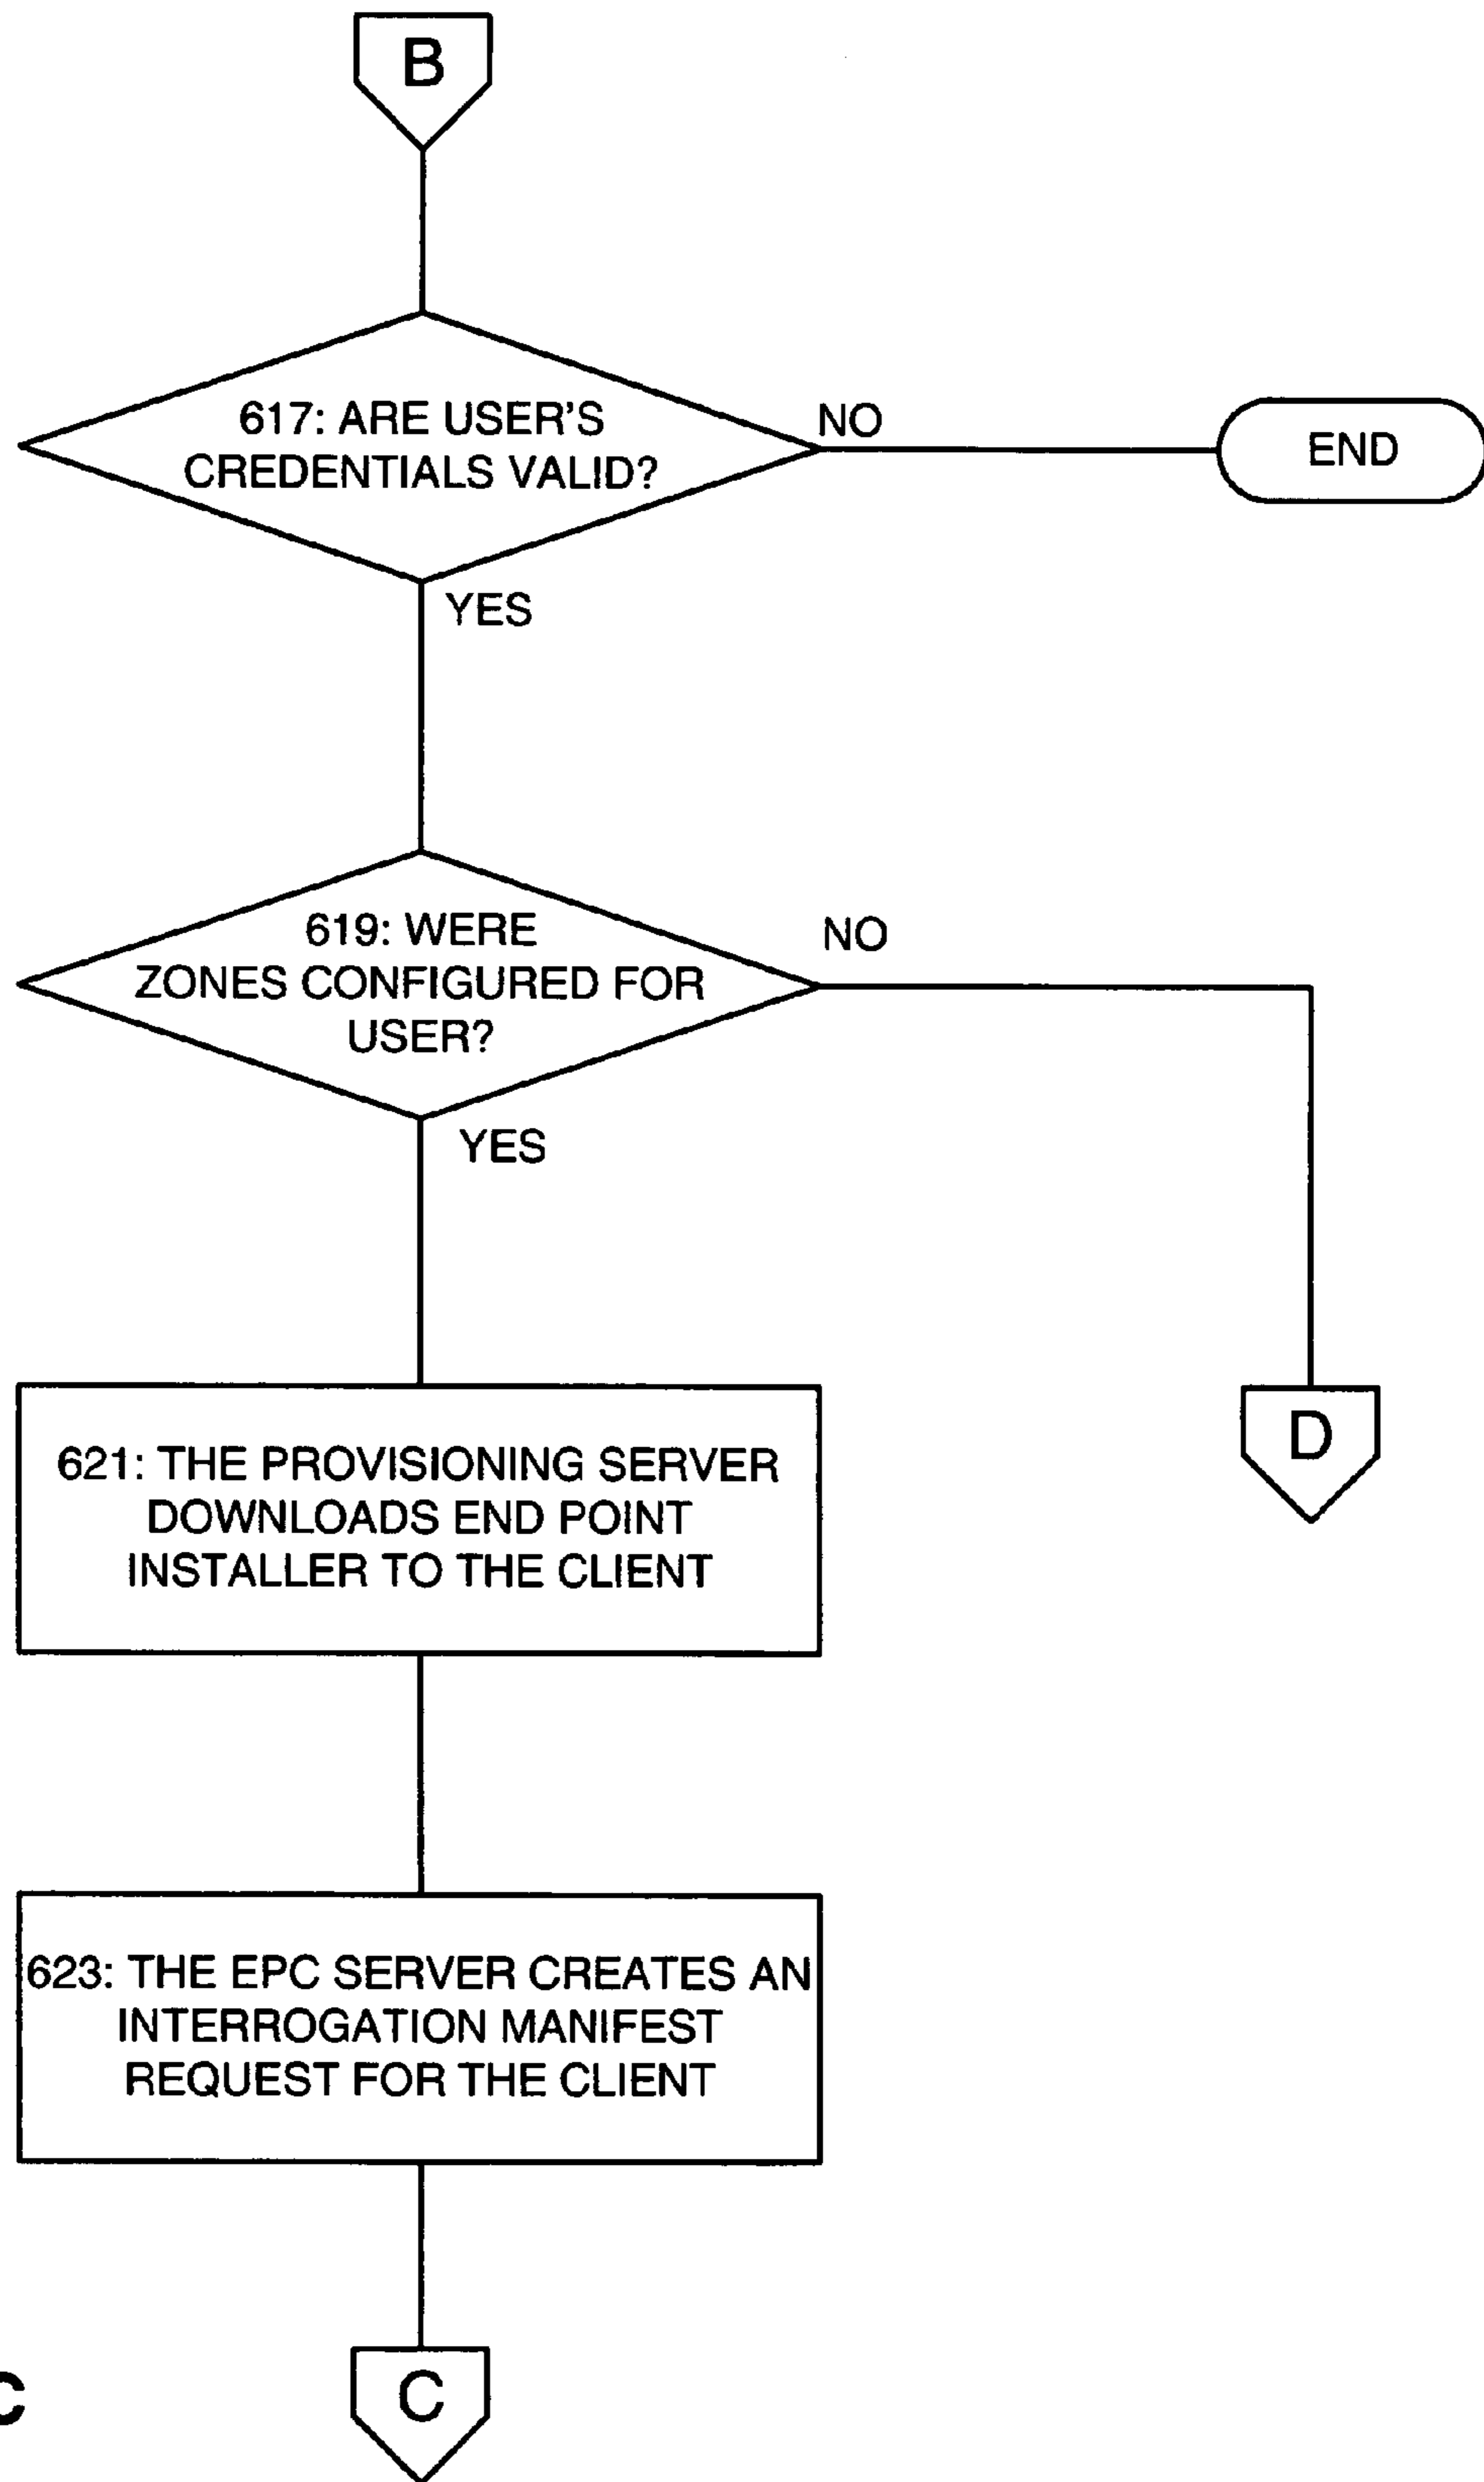 B
617: ARE USER'S
CREDENTIALS VALID?
NO
END
YES
619: WERE
ZONES CONFIGURED FOR
USER?
NO
YES
621: THE PROVISIONING SERVER
DOWNLOADS END POINT
INSTALLER TO THE CLIENT
D
623: THE EPC SERVER CREATES AN
INTERROGATION MANIFEST
REQUEST FOR THE CLIENT
C
C